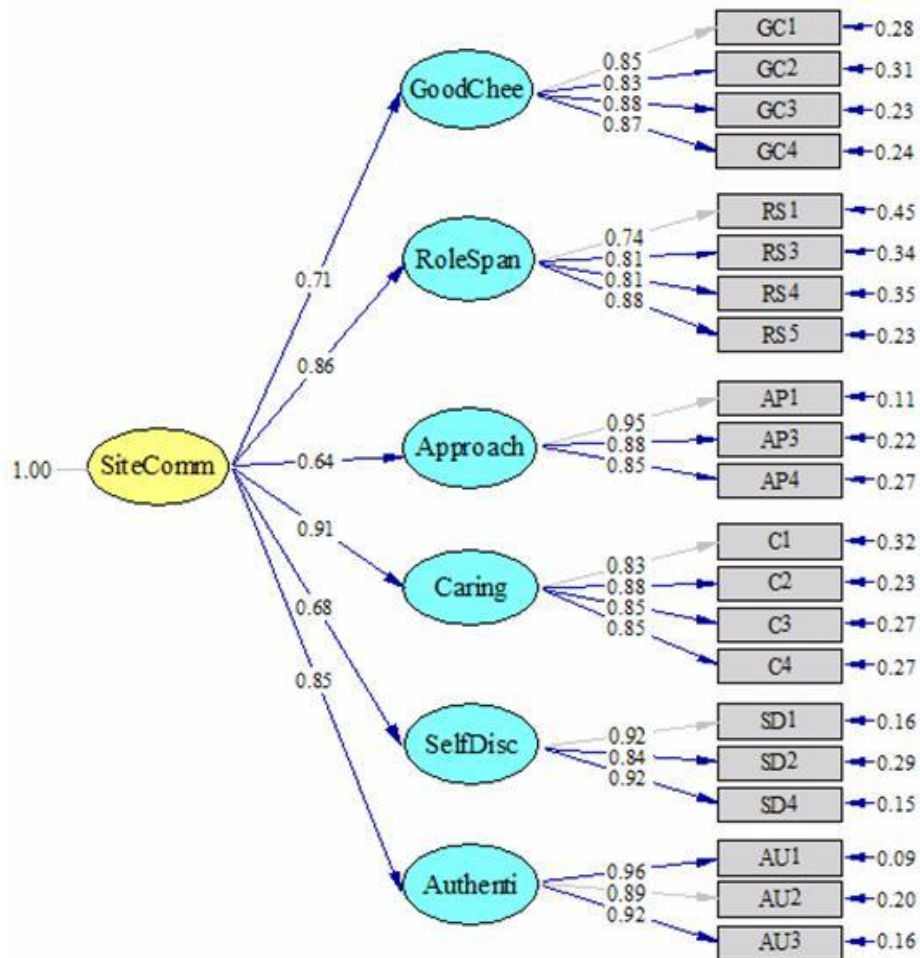 GC1
0.28
0.85
GoodChee
0.83
GC2
0.31
0.88
GC3
0.23
0.87
GC4
0.24
RS1
0.45
0.74
RoleSpan
0.81
RS3
0.34
0.81
RS4
0.35
0.88
RS5
0.23
0.71
0.86
AP1
0.11
0.95
Approach
0.88
AP3
0.22
0.85
AP4
0.27
1.00
SiteComm
0.64
0.91
C1
0.32
0.83
Caring
0.88
C2
0.23
0.85
C3
0.27
0.85
C4
0.27
0.68
0.85
SD1
0.16
0.92
SelfDisc
0.84
SD2
0.29
0.92
SD4
0.15
AU1
0.09
0.96
Authenti
0.89
AU2
0.20
0.92
AU3
0.16